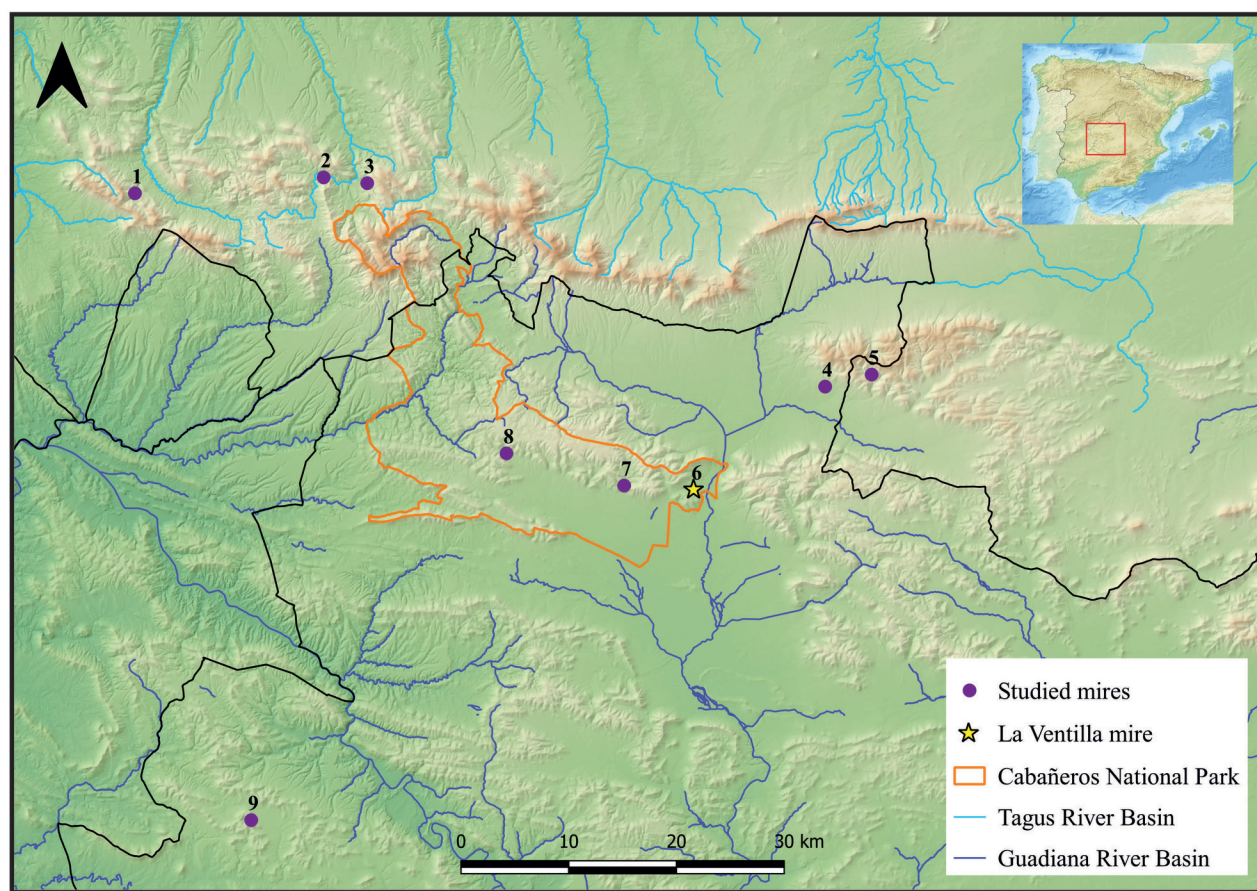 1
2
3
4
5
8
7
6
9
Studied mires
La Ventilla mire
Cabañeros National Park
Tagus River Basin
Guadiana River Basin
0
10
20
30 km